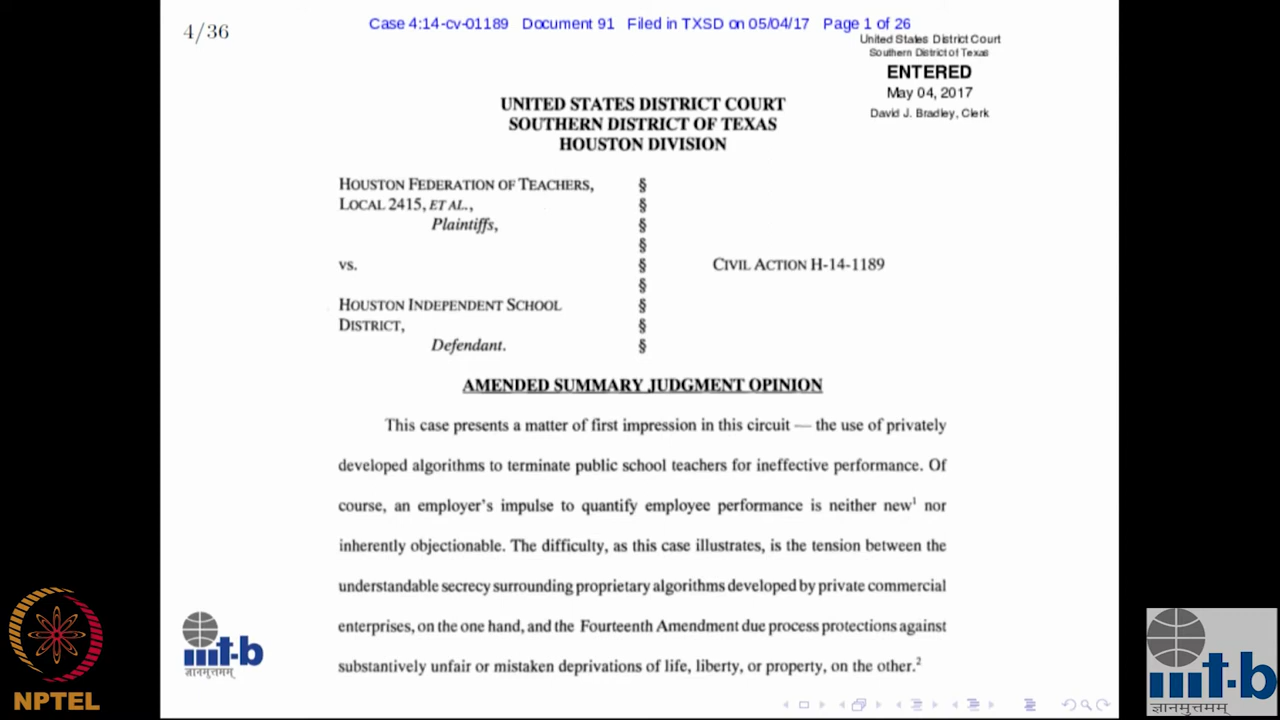 4/36
Case 4:14-cv-01189 Document 91 Filed in TXSD on 05/04/17 Page 1 of 26
United States District Court
Southern District of Texas
ENTERED
May 04, 2017
David J. Bradley, Clerk
UNITED STATES DISTRICT COURT
SOUTHERN DISTRICT OF TEXAS
HOUSTON DIVISION
HOUSTON FEDERATION OF TEACHERS, §
LOCAL 2415, ET AL., §
Plaintiffs, §
§
vs. § CIVIL ACTION H-14-1189
§
HOUSTON INDEPENDENT SCHOOL §
DISTRICT, §
Defendant. §
AMENDED SUMMARY JUDGMENT OPINION
This case presents a matter of first impression in this circuit — the use of privately
developed algorithms to terminate public school teachers for ineffective performance. Of
course, an employer's impulse to quantify employee performance is neither new¹ nor
inherently objectionable. The difficulty, as this case illustrates, is the tension between the
understandable secrecy surrounding proprietary algorithms developed by private commercial
enterprises, on the one hand, and the Fourteenth Amendment due process protections against
substantively unfair or mistaken deprivations of life, liberty, or property, on the other.²
iiit-b
ज्ञानमुत्तमम्
NPTEL
iiit-b
ज्ञानमुत्तमम्